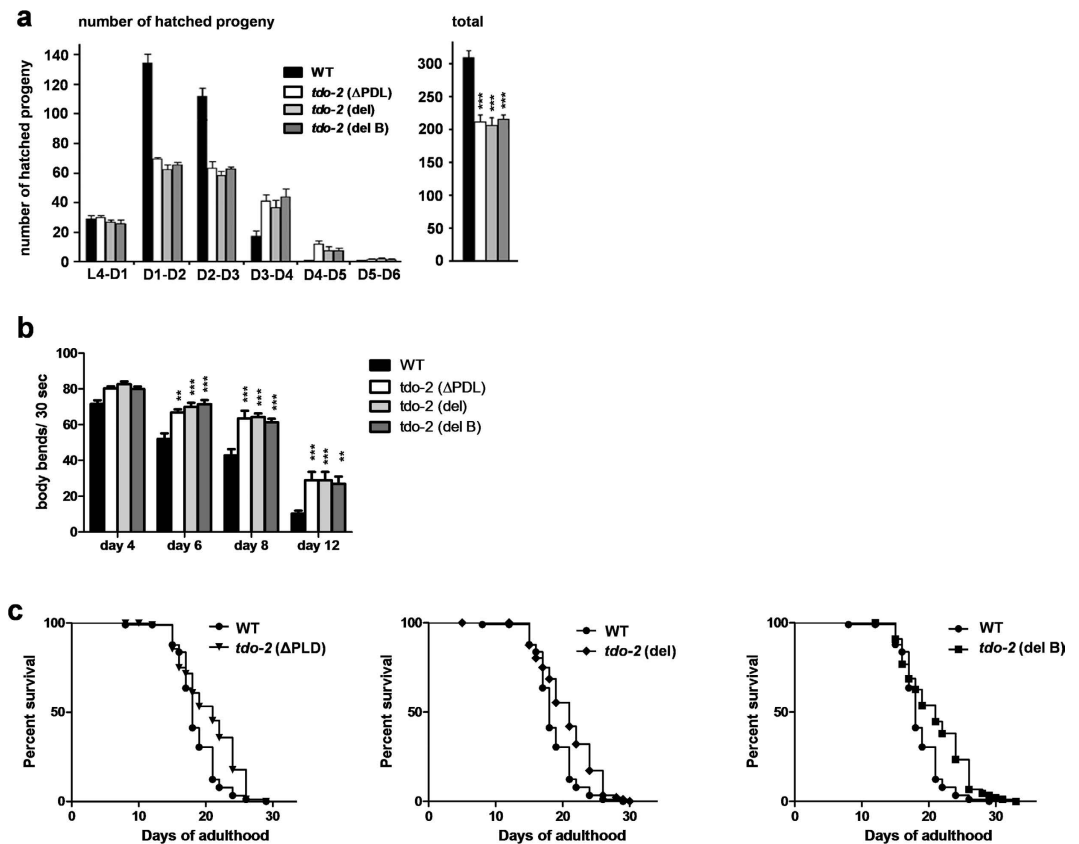 a
number of hatched progeny
total
number of hatched progeny
140
120
100
80
60
40
20
0
L4-D1 D1-D2 D2-D3 D3-D4 D4-D5 D5-D6
WT
tdo-2 (ΔPDL)
tdo-2 (del)
tdo-2 (del B)
300
250
200
150
100
50
0
*** *** ***
b
body bends/ 30 sec
100
80
60
40
20
0
** *** ***
*** *** ***
*** *** **
day 4 day 6 day 8 day 12
WT
tdo-2 (ΔPDL)
tdo-2 (del)
tdo-2 (del B)
c
Percent survival
100
50
0
0 10 20 30
Days of adulthood
WT
tdo-2 (ΔPLD)
Percent survival
100
50
0
0 10 20 30
Days of adulthood
WT
tdo-2 (del)
Percent survival
100
50
0
0 10 20 30
Days of adulthood
WT
tdo-2 (del B)